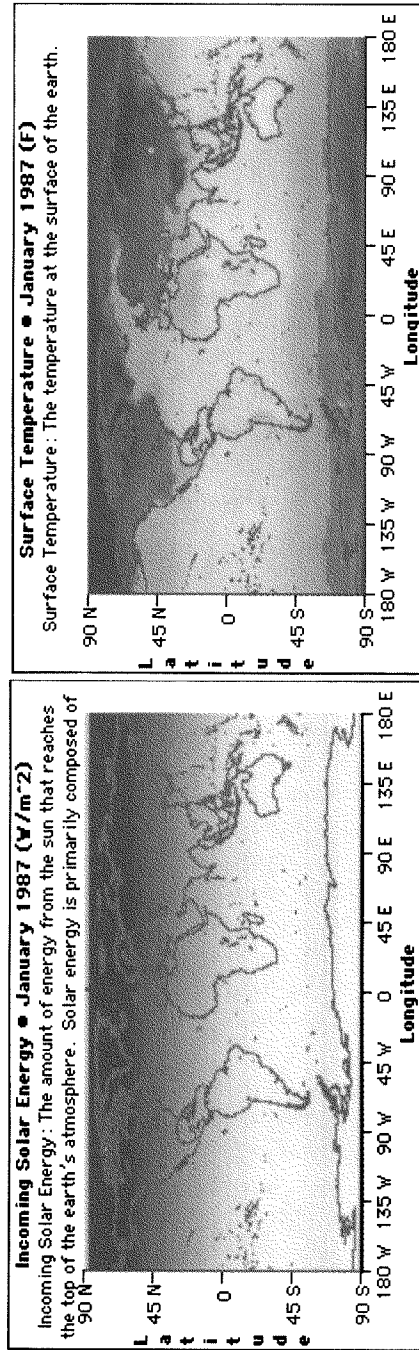 Incoming Solar Energy • January 1987 (W/m^2)
Incoming Solar Energy : The amount of energy from the sun that reaches
the top of the earth's atmosphere. Solar energy is primarily composed of
90 N
45 N
0
45 S
90 S
Latitude
180 W 135 W 90 W 45 W 0 45 E 90 E 135 E 180 E
Longitude
Surface Temperature • January 1987 (F)
Surface Temperature : The temperature at the surface of the earth.
90 N
45 N
0
45 S
90 S
Latitude
180 W 135 W 90 W 45 W 0 45 E 90 E 135 E 180 E
Longitude